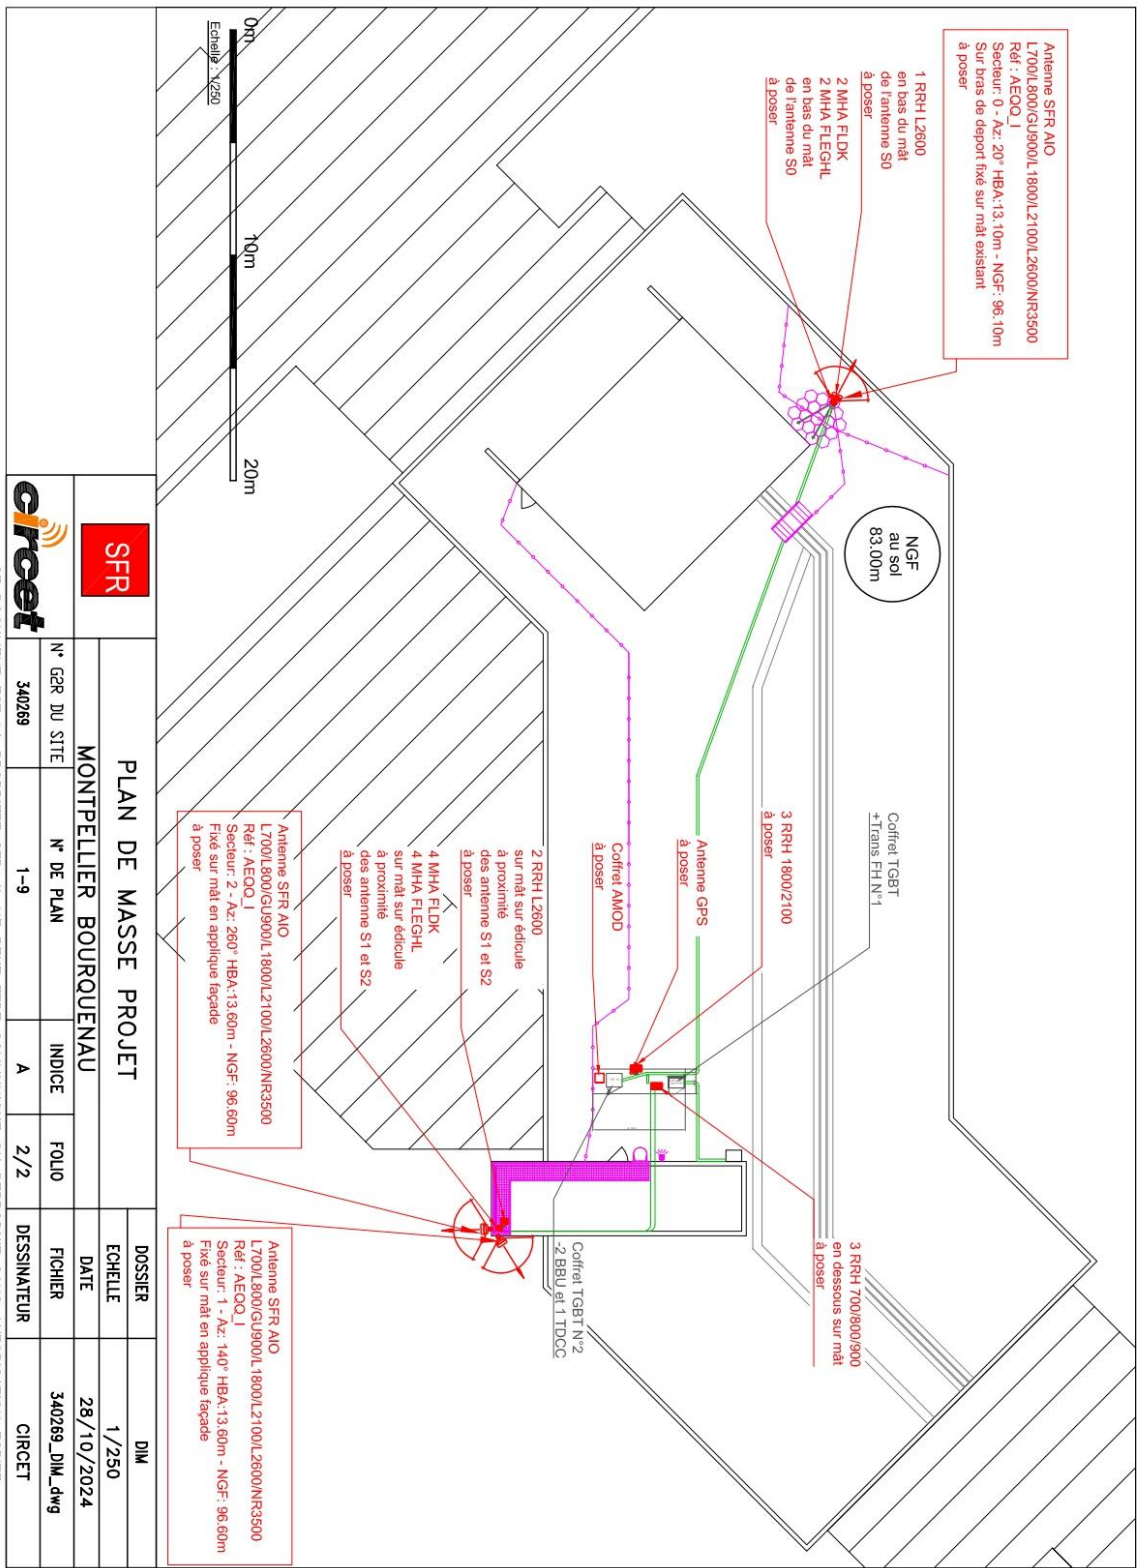 Antenne SFR AIO
L700/L800/GU900/L1800/L2100/L2600/NR3500
Réf : AEQQ_I
Secteur: 0 - Az: 20° HBA:13.10m - NGF: 96.10m
Sur bras de deport fixé sur mât existant
à poser
1 RRH L2600
en bas du mât
de l'antenne S0
à poser
2 MHA FLDK
2 MHA FLEGHL
en bas du mât
de l'antenne S0
à poser
NGF
au sol
83.00m
Coffret TGBT
+Trans FH N°1
3 RRH 1800/2100
à poser
Antenne GPS
à poser
Coffret AMOD
à poser
2 RRH L2600
sur mât sur édicule
à proximité
des antenne S1 et S2
à poser
4 MHA FLDK
4 MHA FLEGHL
sur mât sur édicule
à proximité
des antenne S1 et S2
à poser
Antenne SFR AIO
L700/L800/GU900/L1800/L2100/L2600/NR3500
Réf : AEQQ_I
Secteur: 2 - Az: 260° HBA:13.60m - NGF: 96.60m
Fixé sur mât en applique façade
à poser
3 RRH 700/800/900
en dessous sur mât
à poser
Coffret TGBT N°2
-2 BBU et 1 TDCC
Antenne SFR AIO
L700/L800/GU900/L1800/L2100/L2600/NR3500
Réf : AEQQ_I
Secteur: 1 - Az: 140° HBA:13.60m - NGF: 96.60m
Fixé sur mât en applique façade
à poser
0m 10m 20m
Echelle : 1/250
SFR
circet
PLAN DE MASSE PROJET
MONTPELLIER BOURQUENAU
N° G2R DU SITE N° DE PLAN INDICE FOLIO
340269 1-9 A 2/2
DOSSIER DIM
ECHELLE 1/250
DATE 28/10/2024
FICHIER 340269_DIM_dwg
DESSINATEUR CIRCET